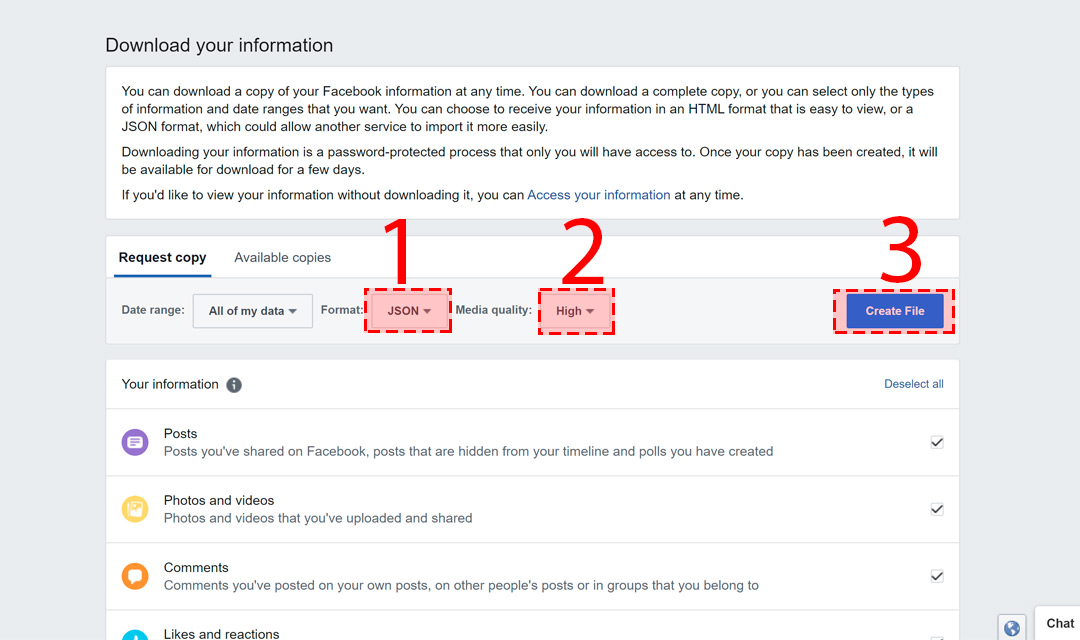 Download your information
You can download a copy of your Facebook information at any time. You can download a complete copy, or you can select only the types
of information and date ranges that you want. You can choose to receive your information in an HTML format that is easy to view, or a
JSON format, which could allow another service to import it more easily.
Downloading your information is a password-protected process that only you will have access to. Once your copy has been created, it will
be available for download for a few days.
If you'd like to view your information without downloading it, you can Access your information at any time.
1 2 3
Request copy Available copies
Date range: All of my data Format: JSON Media quality: High Create File
Your information Deselect all
Posts
Posts you've shared on Facebook, posts that are hidden from your timeline and polls you have created
Photos and videos
Photos and videos that you've uploaded and shared
Comments
Comments you've posted on your own posts, on other people's posts or in groups that you belong to
Likes and reactions
Chat